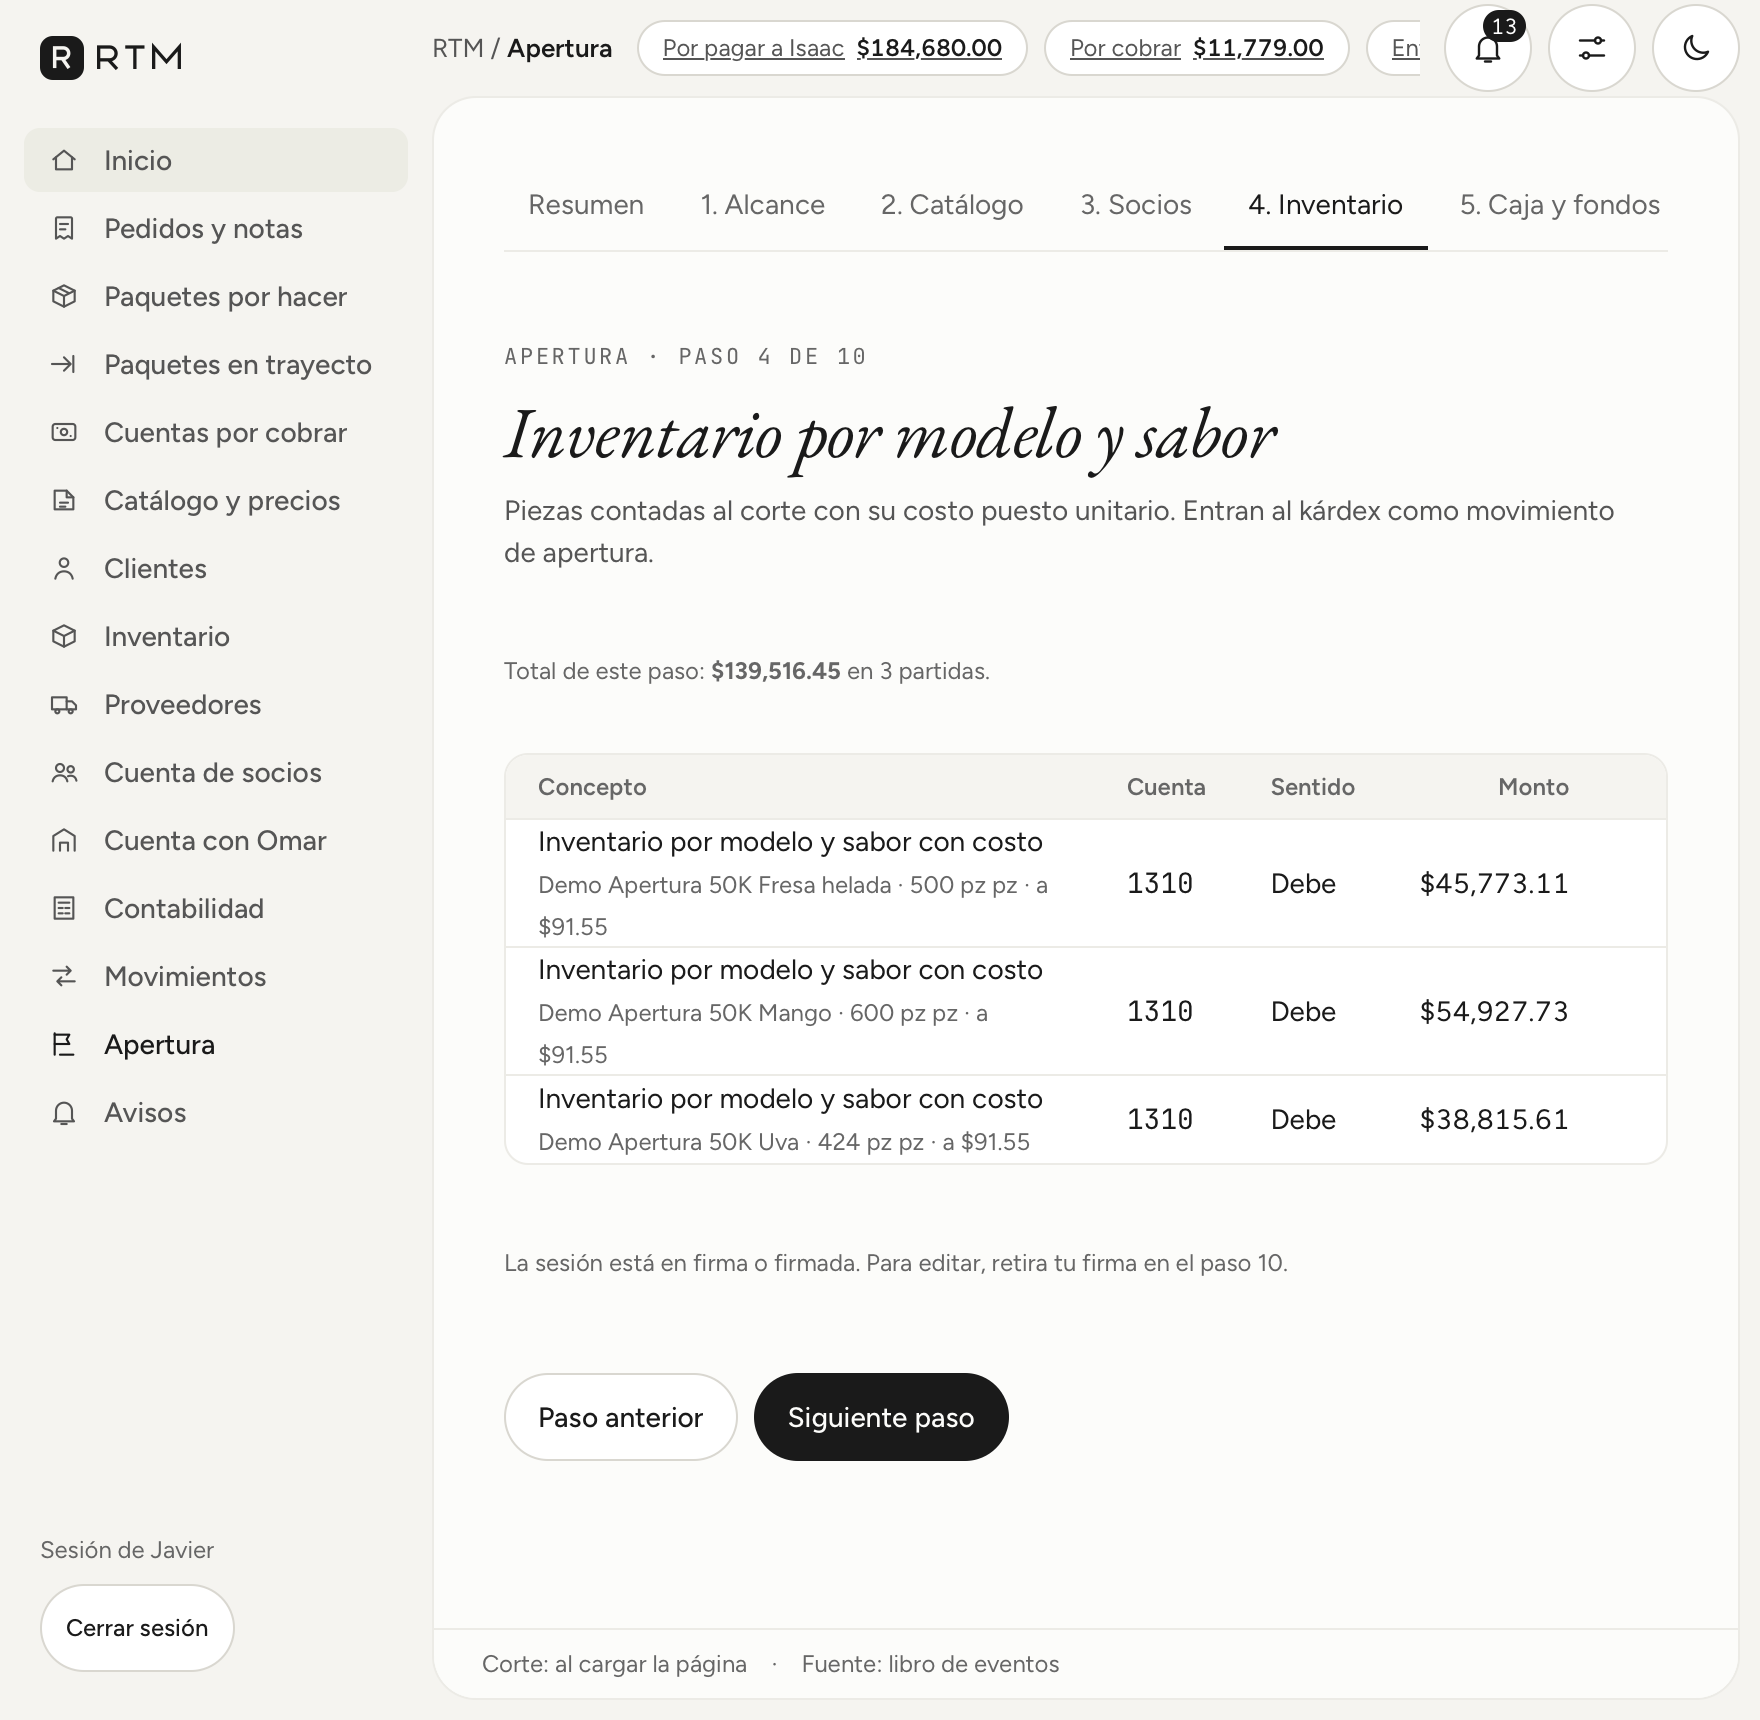 R RTM
RTM / Apertura
Por pagar a Isaac $184,680.00
Por cobrar $11,779.00
13
Inicio
Pedidos y notas
Paquetes por hacer
Paquetes en trayecto
Cuentas por cobrar
Catálogo y precios
Clientes
Inventario
Proveedores
Cuenta de socios
Cuenta con Omar
Contabilidad
Movimientos
Apertura
Avisos
Sesión de Javier
Cerrar sesión
Resumen 1. Alcance 2. Catálogo 3. Socios 4. Inventario 5. Caja y fondos
APERTURA · PASO 4 DE 10
Inventario por modelo y sabor
Piezas contadas al corte con su costo puesto unitario. Entran al kárdex como movimiento
de apertura.
Total de este paso: $139,516.45 en 3 partidas.
Concepto Cuenta Sentido Monto
Inventario por modelo y sabor con costo
Demo Apertura 50K Fresa helada · 500 pz pz · a
$91.55
1310 Debe $45,773.11
Inventario por modelo y sabor con costo
Demo Apertura 50K Mango · 600 pz pz · a
$91.55
1310 Debe $54,927.73
Inventario por modelo y sabor con costo
Demo Apertura 50K Uva · 424 pz pz · a $91.55
1310 Debe $38,815.61
La sesión está en firma o firmada. Para editar, retira tu firma en el paso 10.
Paso anterior Siguiente paso
Corte: al cargar la página · Fuente: libro de eventos